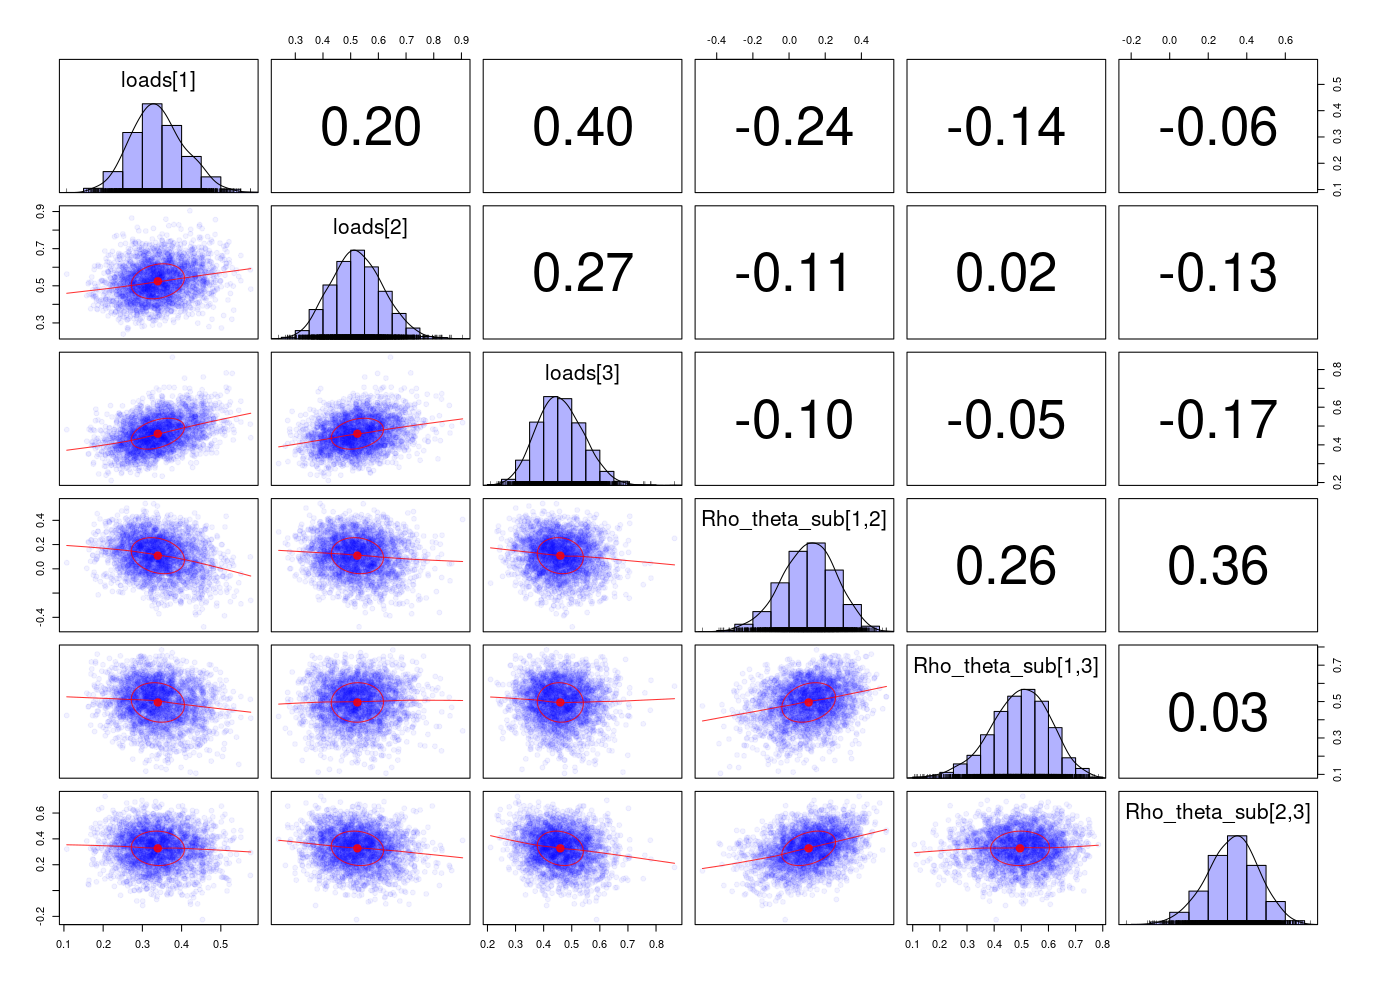 0.3 0.4 0.5 0.6 0.7 0.8 0.9 -0.4 0.0 0.2 0.4 -0.2 0.0 0.2 0.4 0.6
loads[1] 0.20 0.40 -0.24 -0.14 -0.06 0.1 0.2 0.3 0.4 0.5
0.3 0.5 0.7 0.9 loads[2] 0.27 -0.11 0.02 -0.13
loads[3] -0.10 -0.05 -0.17 0.2 0.4 0.6 0.8
-0.4 0.0 0.2 0.4 Rho_theta_sub[1,2] 0.26 0.36
Rho_theta_sub[1,3] 0.03 0.1 0.3 0.5 0.7
-0.2 0.2 0.4 0.6 Rho_theta_sub[2,3]
0.1 0.2 0.3 0.4 0.5 0.2 0.3 0.4 0.5 0.6 0.7 0.8 0.1 0.2 0.3 0.4 0.5 0.6 0.7 0.8